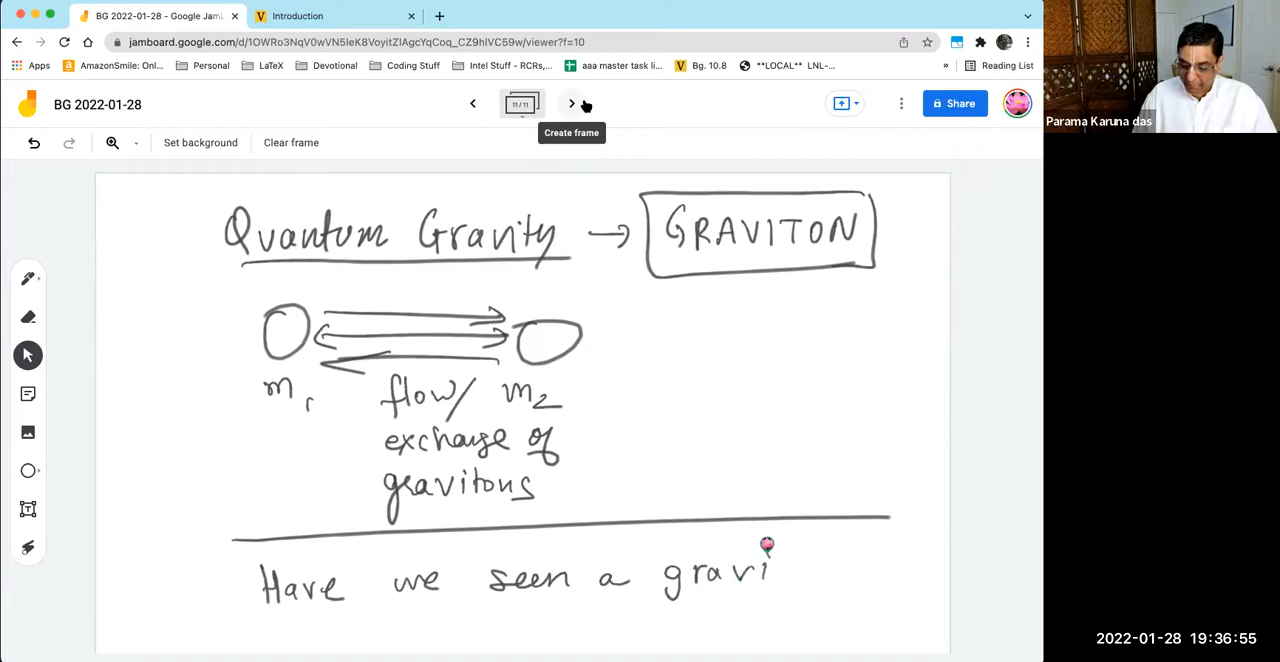 BG 2022-01-28 - Google Jam
Introduction
jamboard.google.com/d/1OWRo3NqV0wVN5IeK8VoyitZlAgcYqCoq_CZ9hlVC59w/viewer?f=10
Apps
AmazonSmile: Onl...
Personal
LaTeX
Devotional
Coding Stuff
Intel Stuff - RCRs,...
aaa master task li...
Bg. 10.8
**LOCAL** LNL-...
»
Reading List
BG 2022-01-28
11 / 11
Share
Create frame
Set background
Clear frame
Parama Karuna das
Quantum Gravity → GRAVITON
m1 flow/ m2
exchange of
gravitons
Have we seen a gravi
2022-01-28 19:36:55